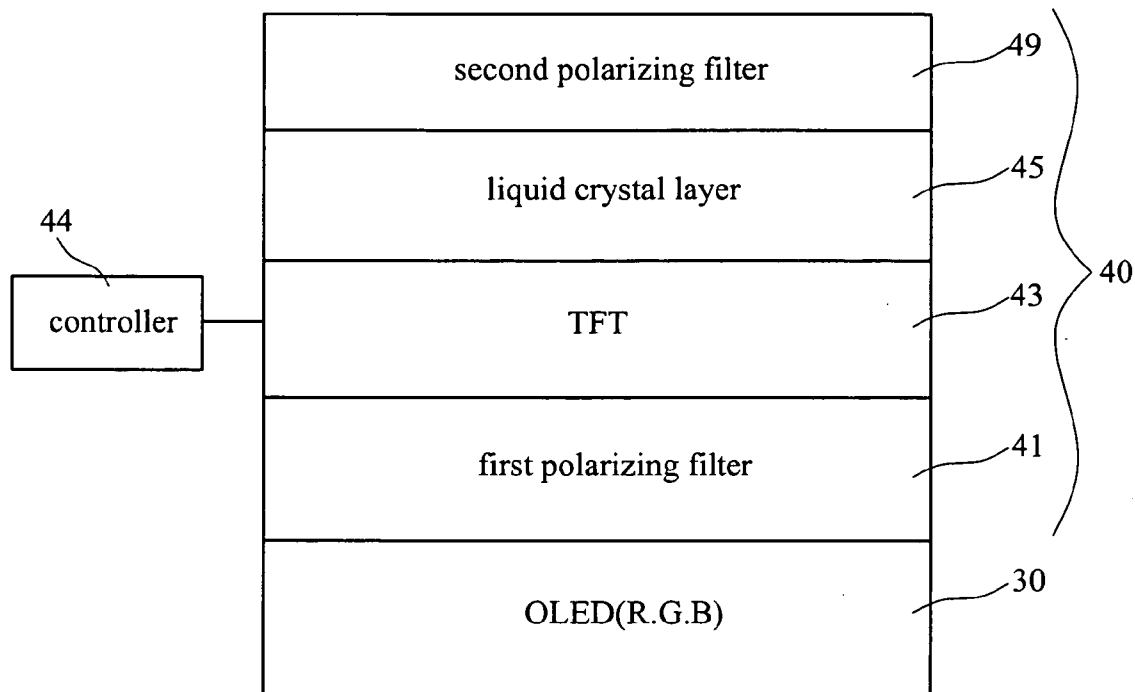 second polarizing filter
49
liquid crystal layer
45
44
40
controller
TFT
43
first polarizing filter
41
OLED(R.G.B)
30